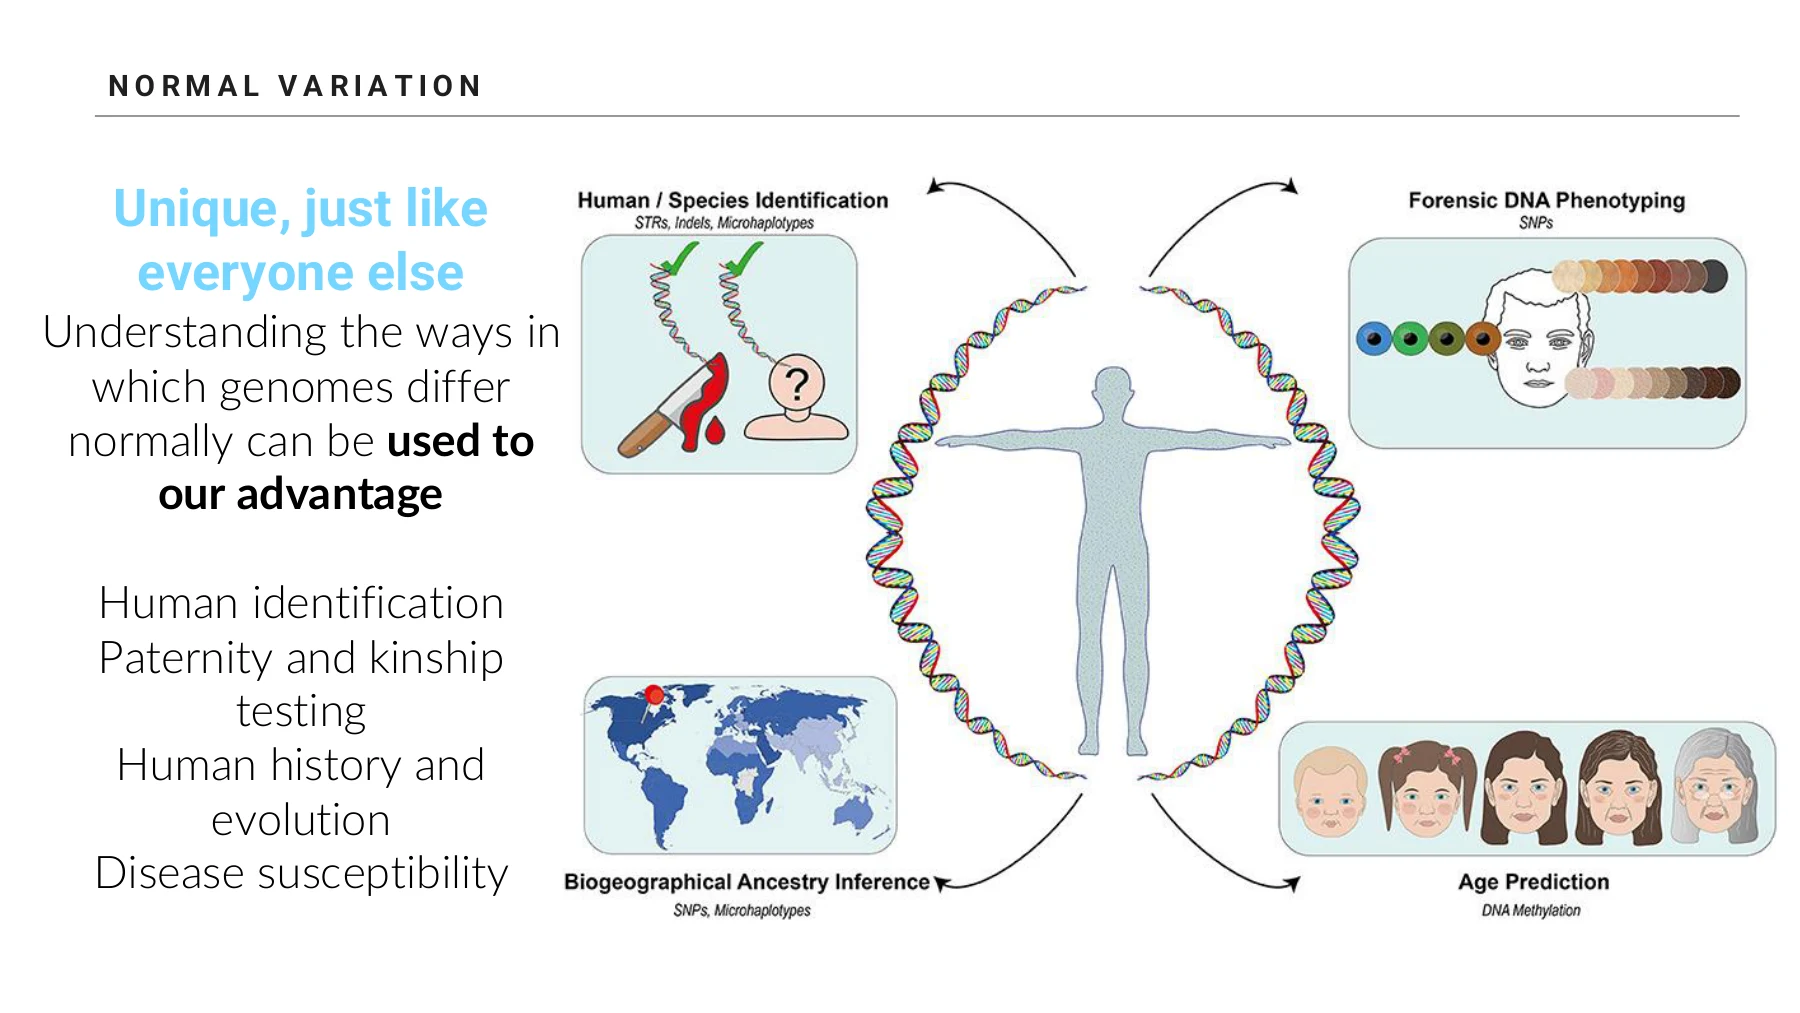 NORMAL VARIATION
Unique, just like
everyone else
Understanding the ways in
which genomes differ
normally can be used to
our advantage
Human identification
Paternity and kinship
testing
Human history and
evolution
Disease susceptibility
Human / Species Identification
STRs, Indels, Microhaplotypes
?
Forensic DNA Phenotyping
SNPs
Biogeographical Ancestry Inference
SNPs, Microhaplotypes
Age Prediction
DNA Methylation